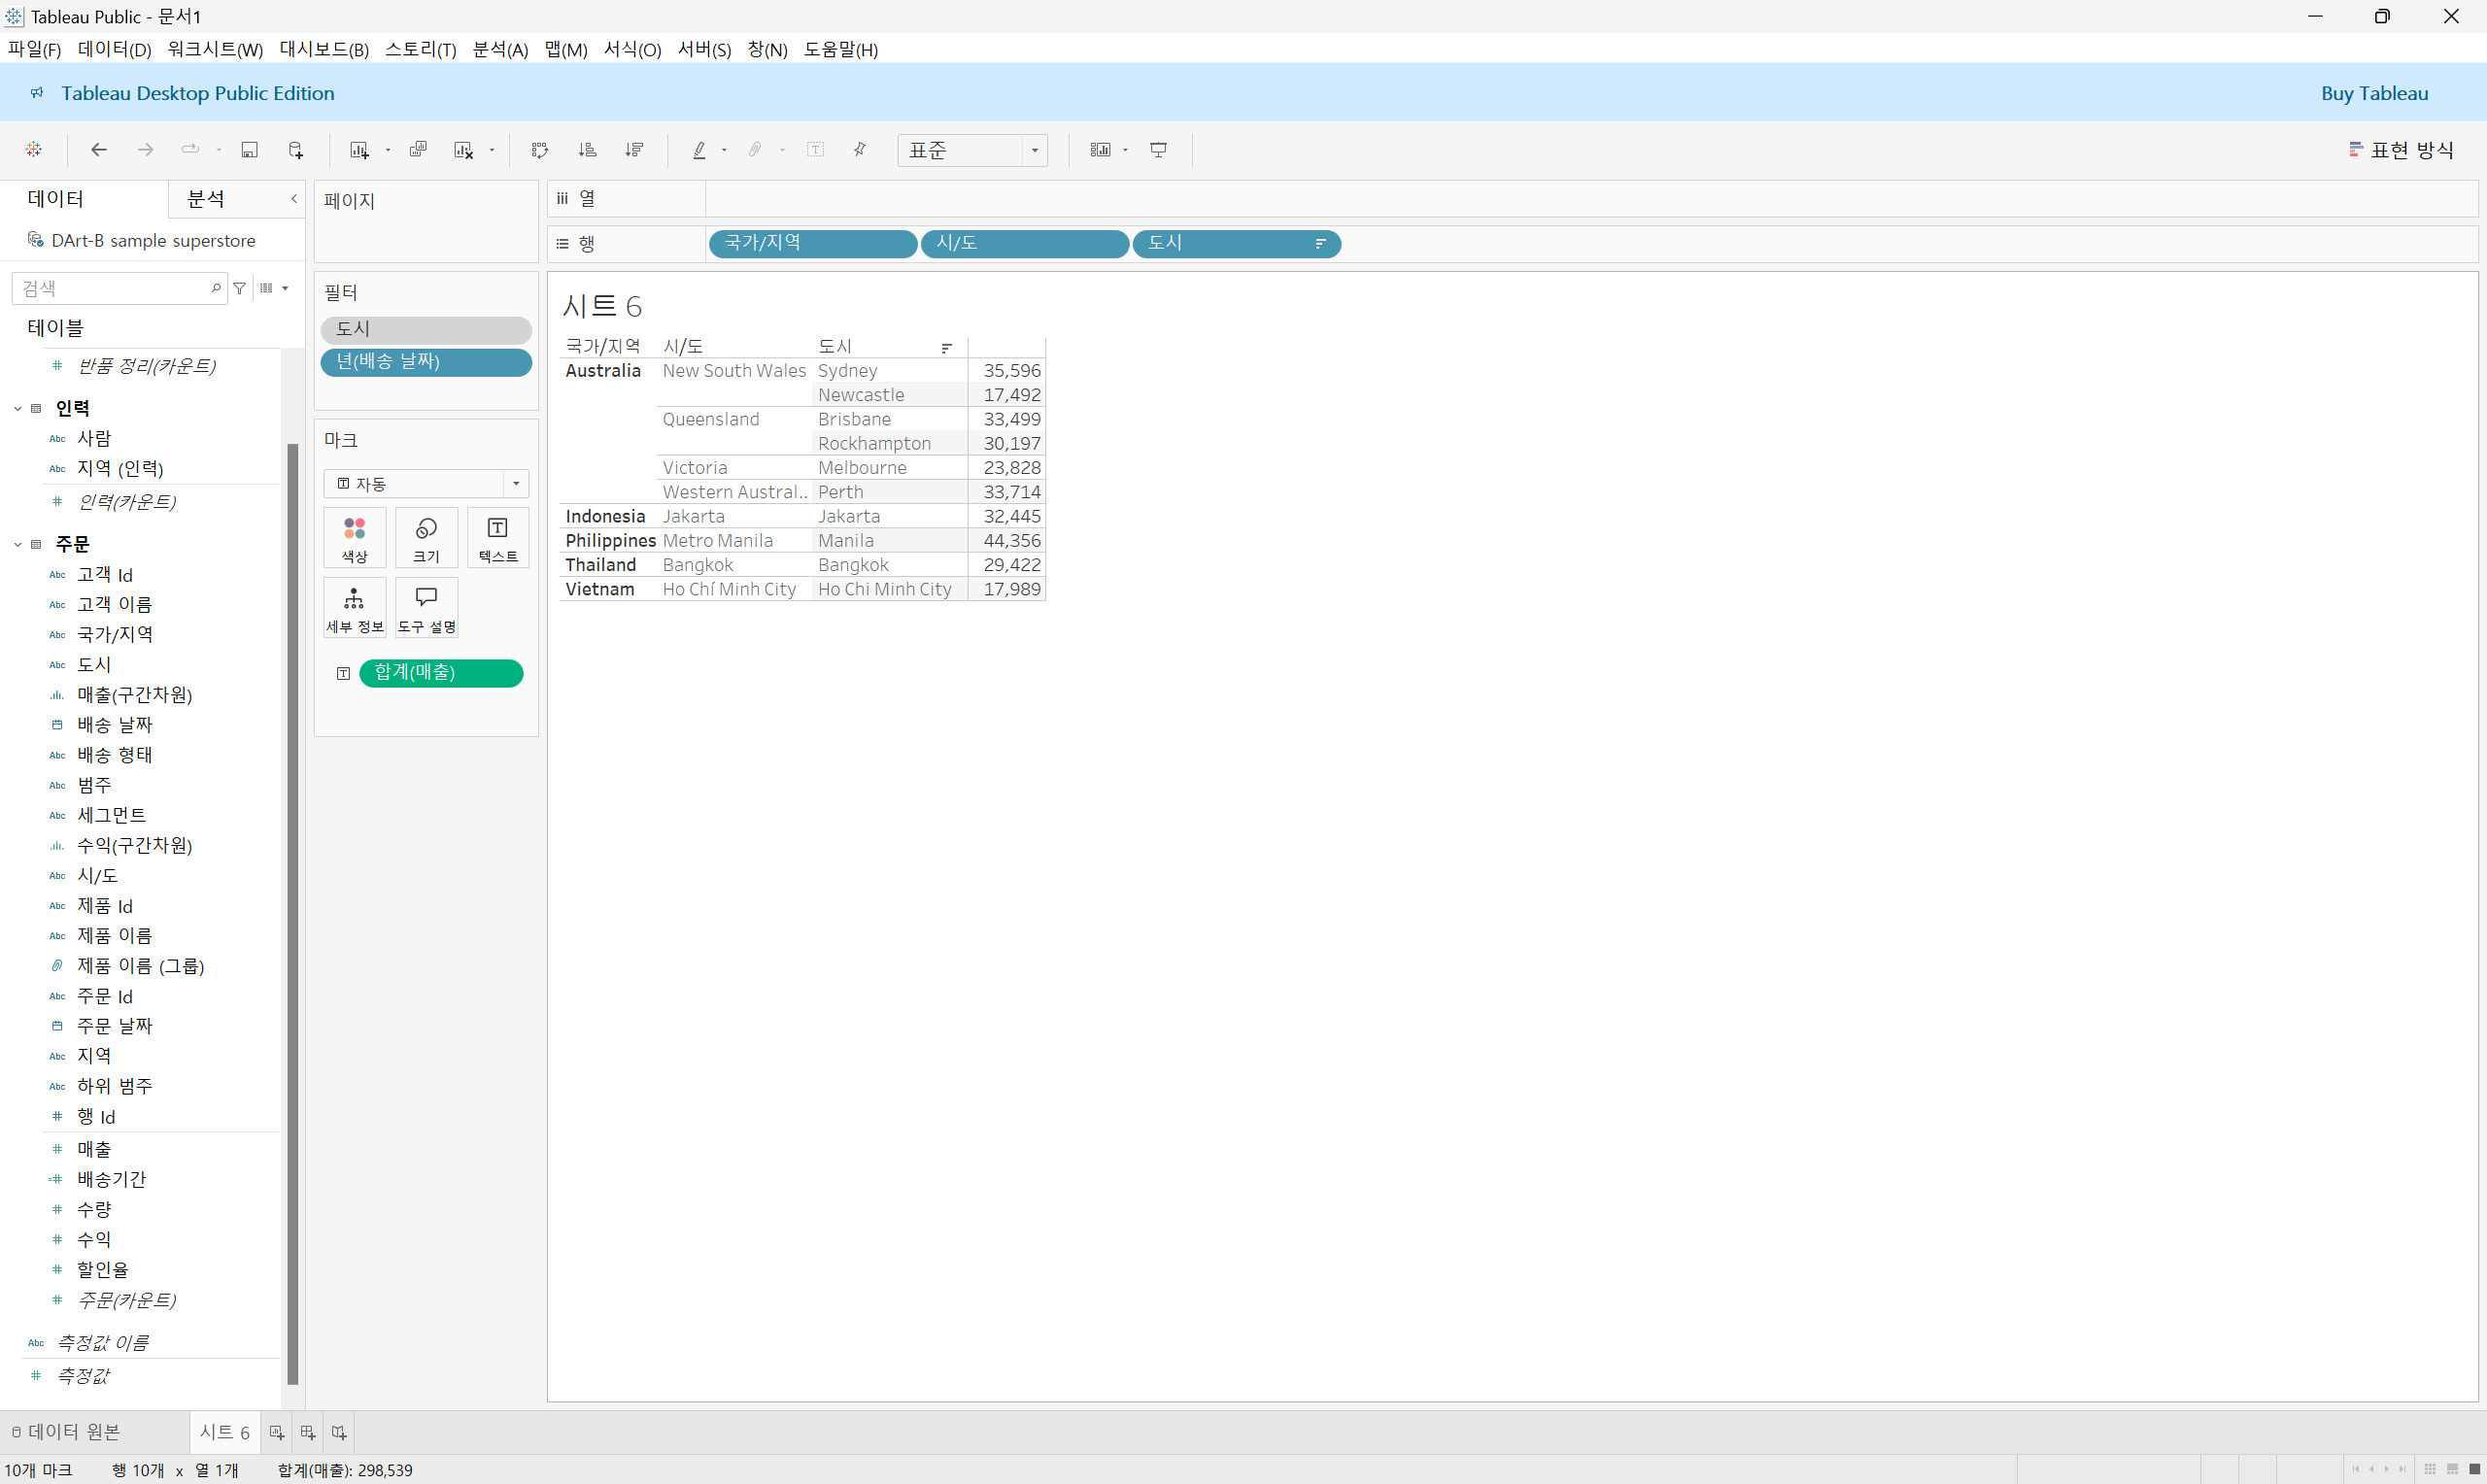 Tableau Public - 문서1
파일(F) 데이터(D) 워크시트(W) 대시보드(B) 스토리(T) 분석(A) 맵(M) 서식(O) 서버(S) 창(N) 도움말(H)
Tableau Desktop Public Edition Buy Tableau
표준 표현 방식
데이터 분석
DArt-B sample superstore
검색
테이블
반품 정리(카운트)
인력
Abc 사람
Abc 지역 (인력)
인력(카운트)
주문
Abc 고객 Id
Abc 고객 이름
Abc 국가/지역
Abc 도시
매출(구간차원)
배송 날짜
Abc 배송 형태
Abc 범주
Abc 세그먼트
수익(구간차원)
Abc 시/도
Abc 제품 Id
Abc 제품 이름
제품 이름 (그룹)
Abc 주문 Id
주문 날짜
Abc 지역
Abc 하위 범주
# 행 Id
# 매출
=# 배송기간
# 수량
# 수익
# 할인율
# 주문(카운트)
Abc 측정값 이름
# 측정값
페이지
필터
도시
년(배송 날짜)
마크
자동
색상 크기 텍스트
세부 정보 도구 설명
합계(매출)
열
행 국가/지역 시/도 도시
시트 6
국가/지역 시/도 도시
Australia New South Wales Sydney 35,596
Newcastle 17,492
Queensland Brisbane 33,499
Rockhampton 30,197
Victoria Melbourne 23,828
Western Austral.. Perth 33,714
Indonesia Jakarta Jakarta 32,445
Philippines Metro Manila Manila 44,356
Thailand Bangkok Bangkok 29,422
Vietnam Ho Chí Minh City Ho Chi Minh City 17,989
데이터 원본 시트 6
10개 마크 행 10개 x 열 1개 합계(매출): 298,539